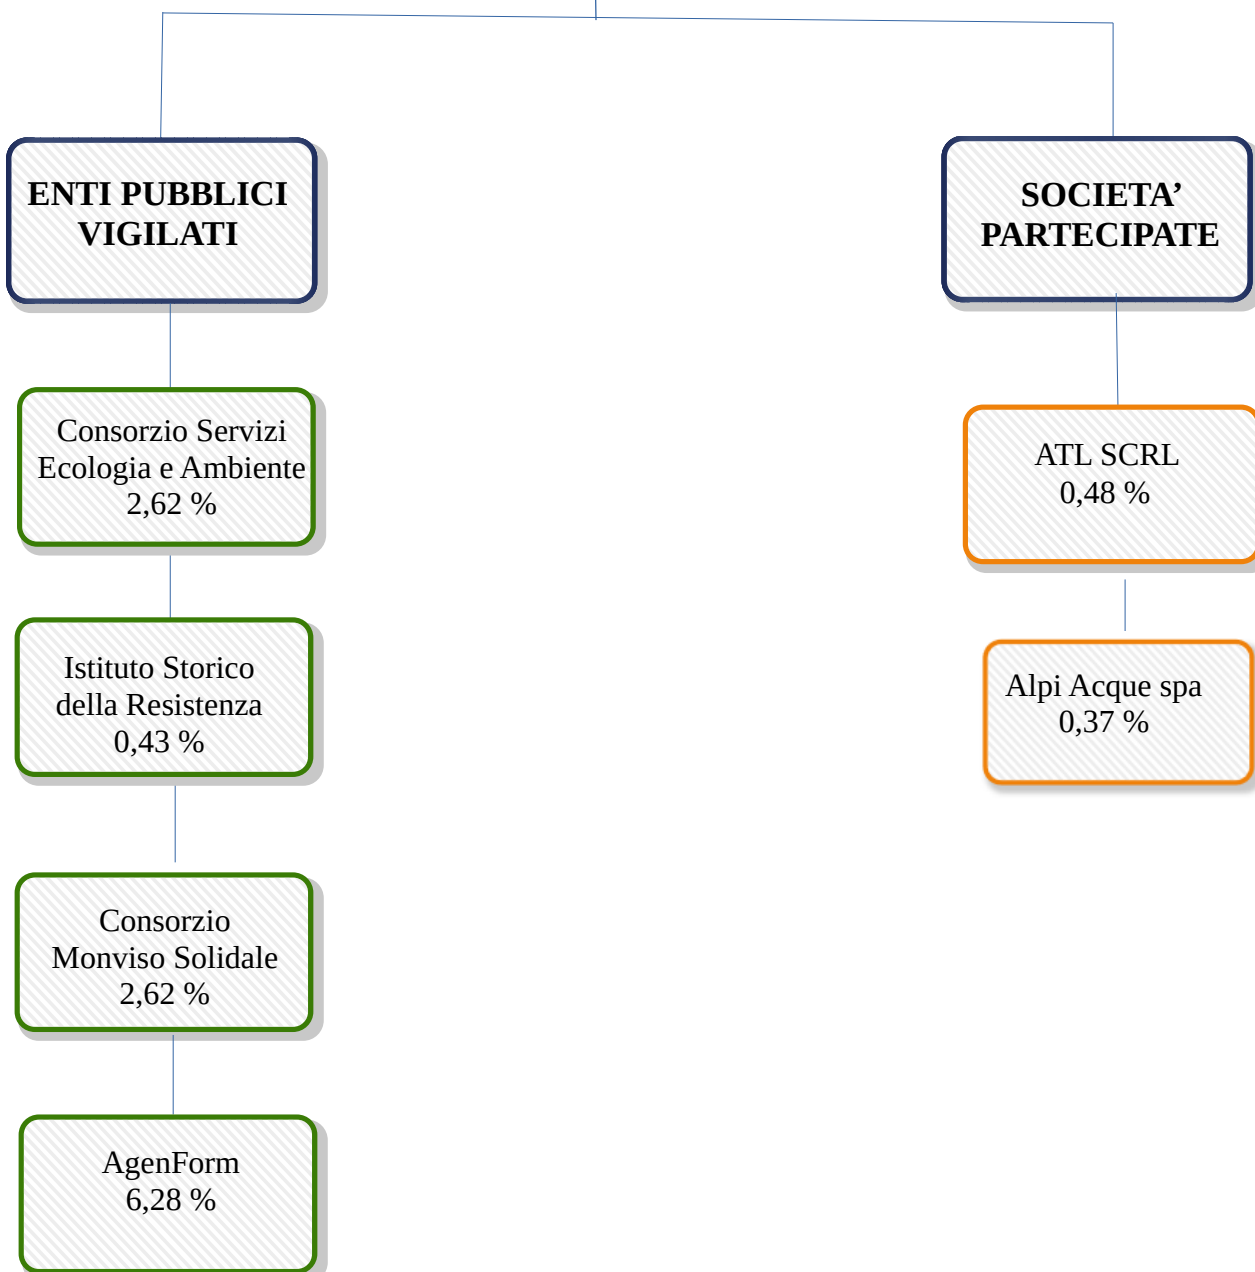 ENTI PUBBLICI
VIGILATI
Consorzio Servizi
Ecologia e Ambiente
2,62 %
Istituto Storico
della Resistenza
0,43 %
Consorzio
Monviso Solidale
2,62 %
AgenForm
6,28 %
SOCIETA’
PARTECIPATE
ATL SCRL
0,48 %
Alpi Acque spa
0,37 %